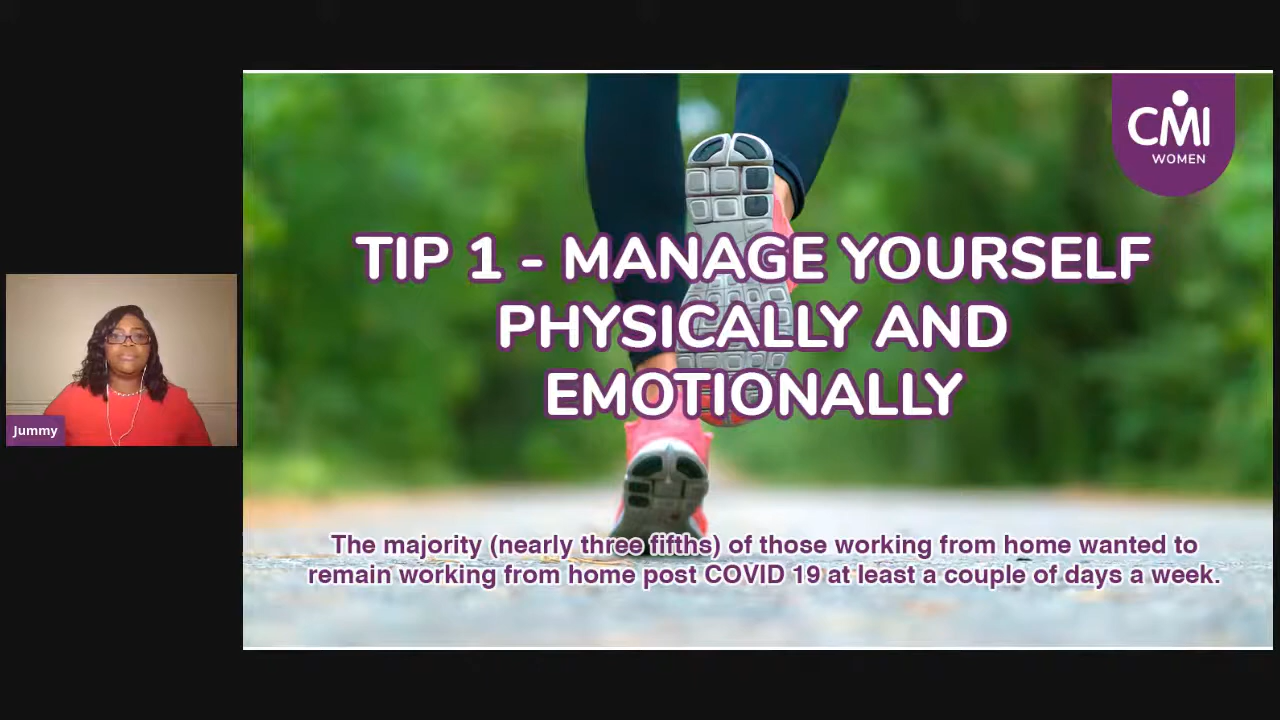 CMI
WOMEN
TIP 1 - MANAGE YOURSELF
PHYSICALLY AND
EMOTIONALLY
Jummy
The majority (nearly three fifths) of those working from home wanted to
remain working from home post COVID 19 at least a couple of days a week.